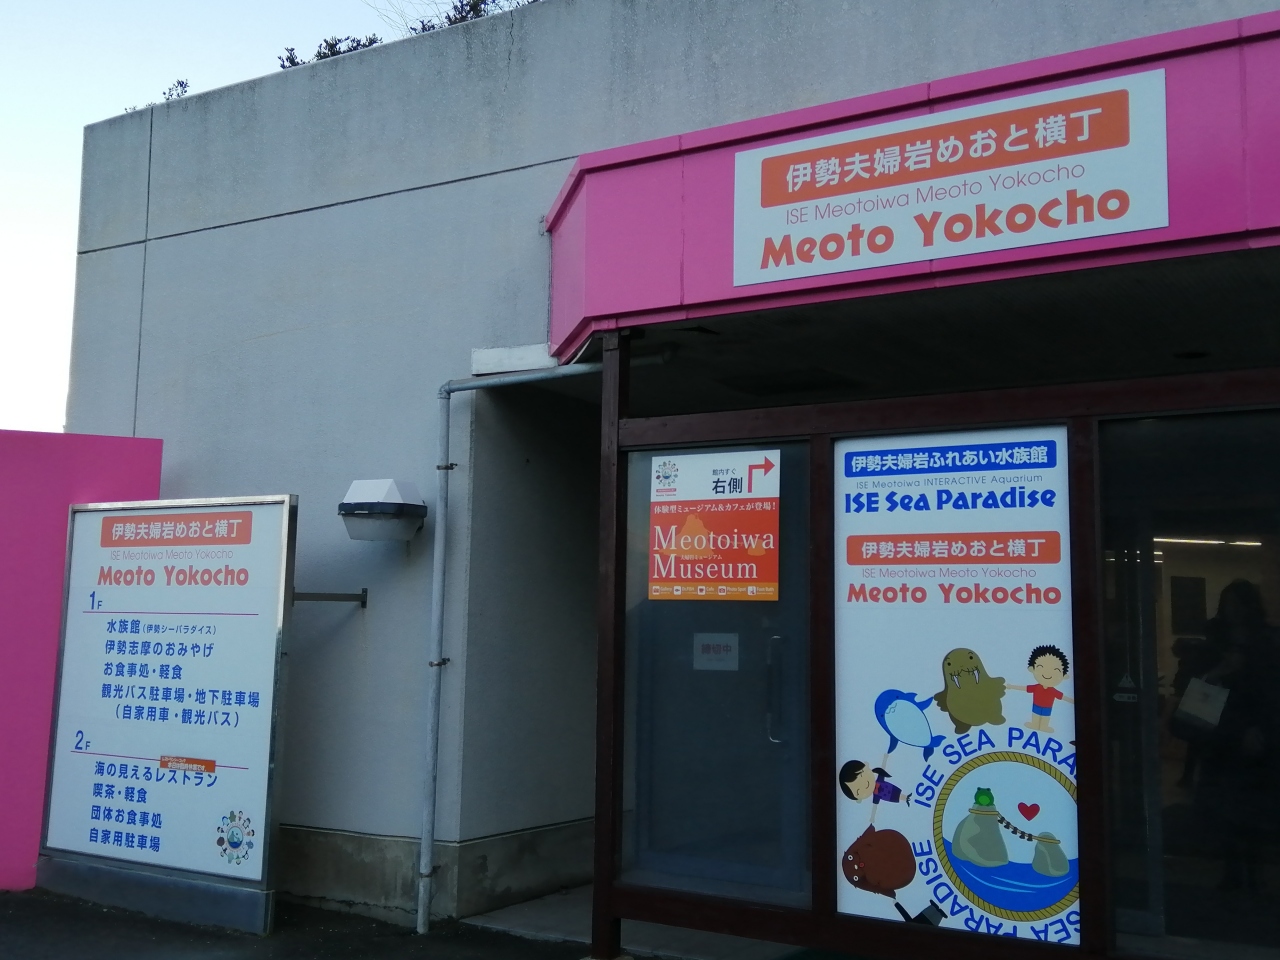 伊勢夫婦岩めおと横丁
ISE Meotoiwa Meoto Yokocho
Meoto Yokocho
伊勢夫婦岩めおと横丁
ISE Meotoiwa Meoto Yokocho
Meoto Yokocho
1F
水族館(伊勢シーパラダイス)
伊勢志摩のおみやげ
お食事処・軽食
観光バス駐車場・地下駐車場
(自家用車・観光バス)
2F
海の見えるレストラン
喫茶・軽食
団体お食事処
自家用駐車場
館内すぐ
右側
体験型ミュージアム&カフェが登場!
Meotoiwa
Museum
伊勢夫婦岩ふれあい水族館
ISE Meotoiwa INTERACTIVE Aquarium
ISE Sea Paradise
伊勢夫婦岩めおと横丁
ISE Meotoiwa Meoto Yokocho
Meoto Yokocho
ISE SEA PARA
PARADISE
SEA PARA